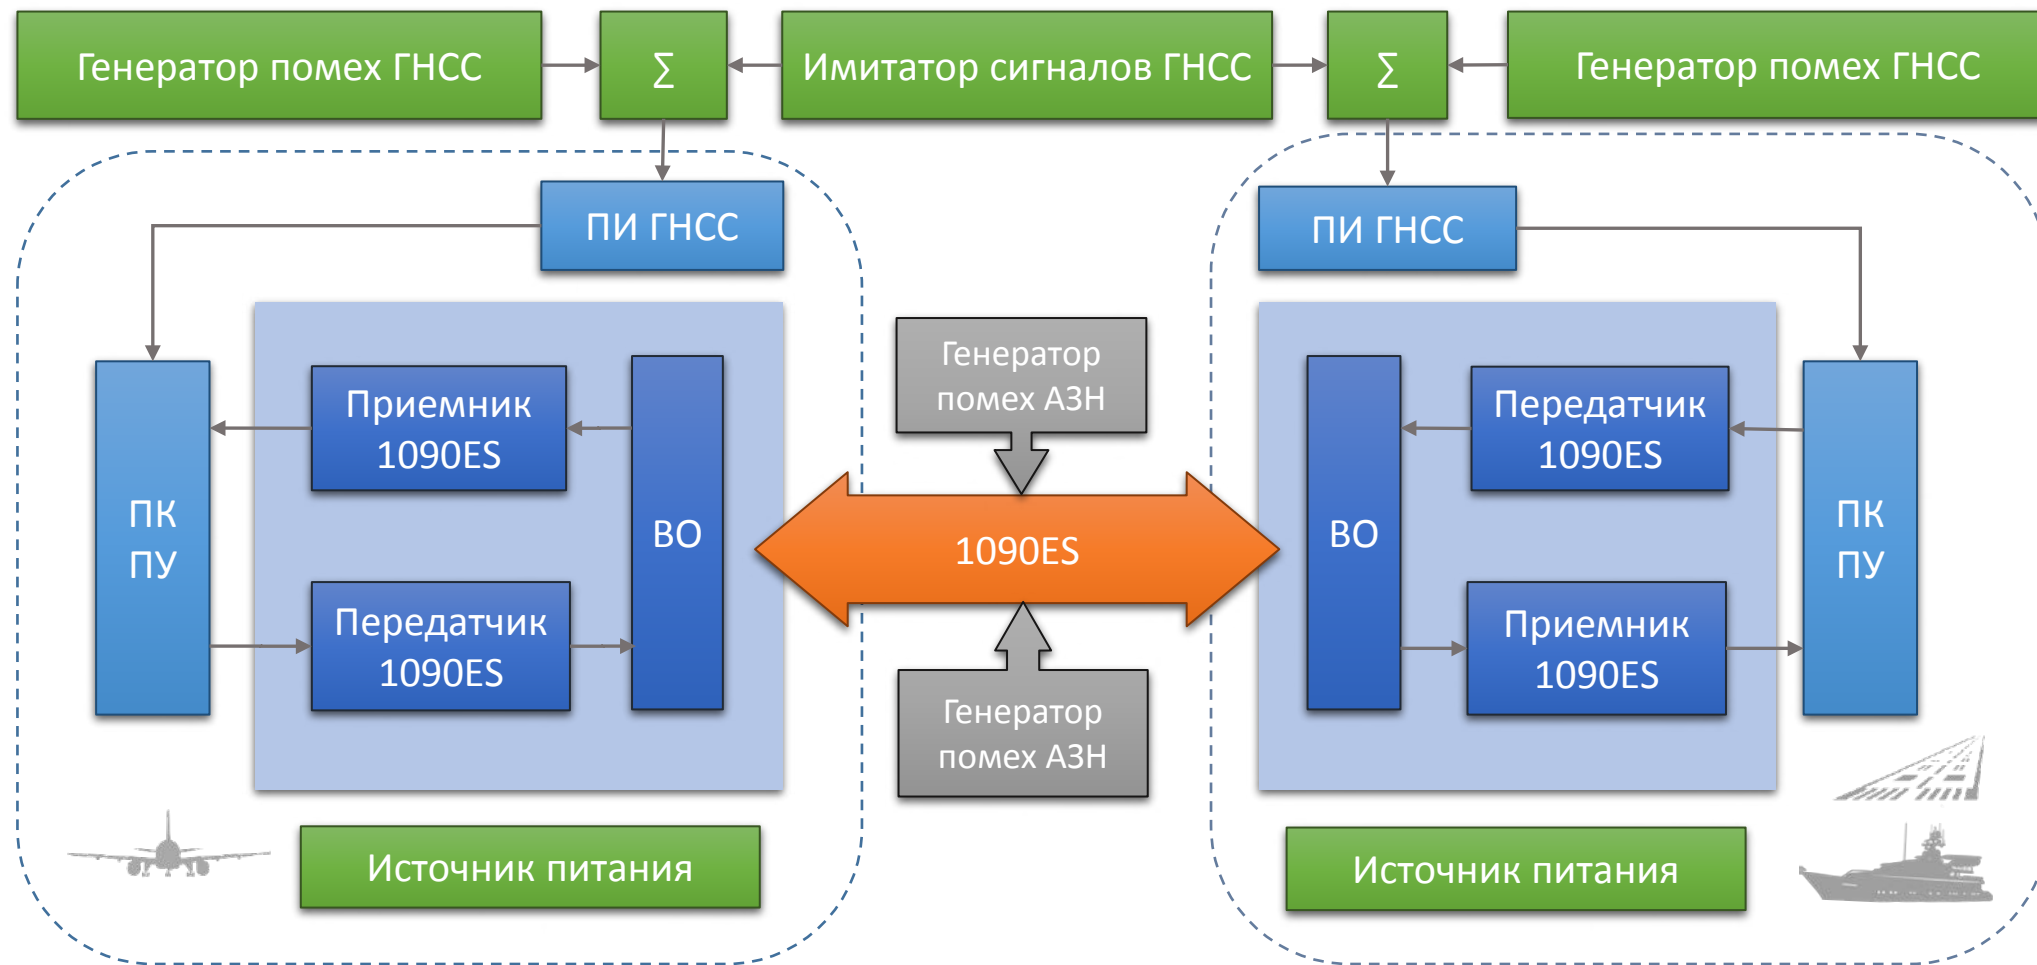 Генератор помех ГНСС
∑
Имитатор сигналов ГНСС
∑
Генератор помех ГНСС
ПИ ГНСС
ПИ ГНСС
ПК
ПУ
Приемник
1090ES
Передатчик
1090ES
ВО
Генератор
помех АЗН
1090ES
Генератор
помех АЗН
ВО
Передатчик
1090ES
Приемник
1090ES
ПК
ПУ
Источник питания
Источник питания